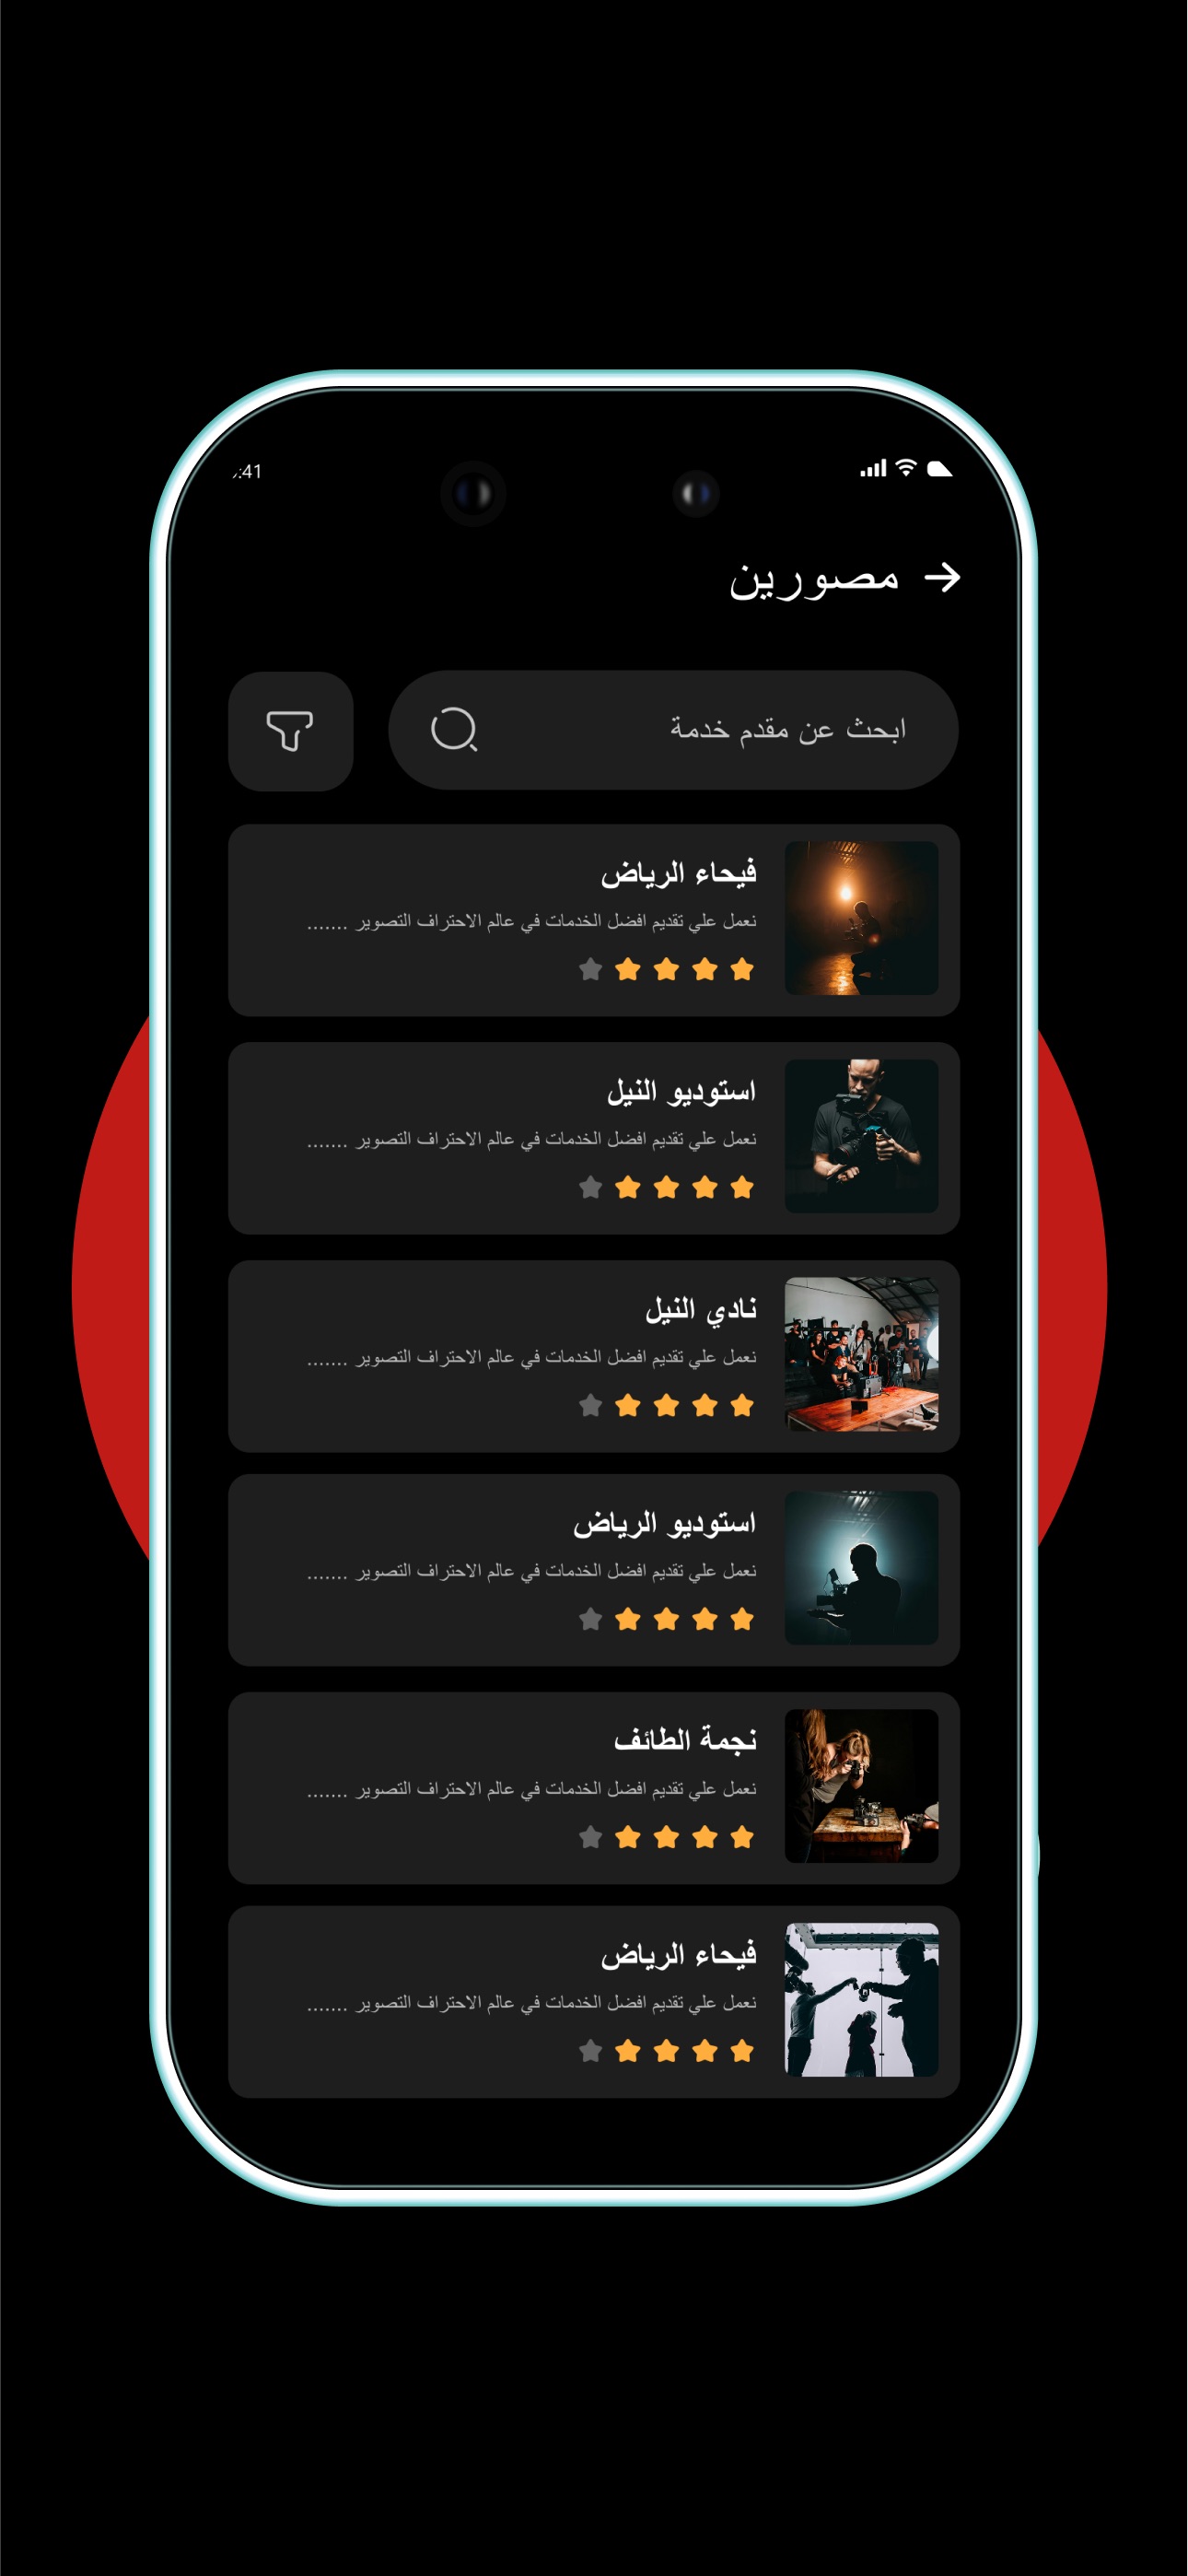 :41
مصورين
ابحث عن مقدم خدمة
فيحاء الرياض
نعمل علي تقديم افضل الخدمات في عالم الاحتراف التصوير .......
استوديو النيل
نعمل علي تقديم افضل الخدمات في عالم الاحتراف التصوير .......
نادي النيل
نعمل علي تقديم افضل الخدمات في عالم الاحتراف التصوير .......
استوديو الرياض
نعمل علي تقديم افضل الخدمات في عالم الاحتراف التصوير .......
نجمة الطائف
نعمل علي تقديم افضل الخدمات في عالم الاحتراف التصوير .......
فيحاء الرياض
نعمل علي تقديم افضل الخدمات في عالم الاحتراف التصوير .......